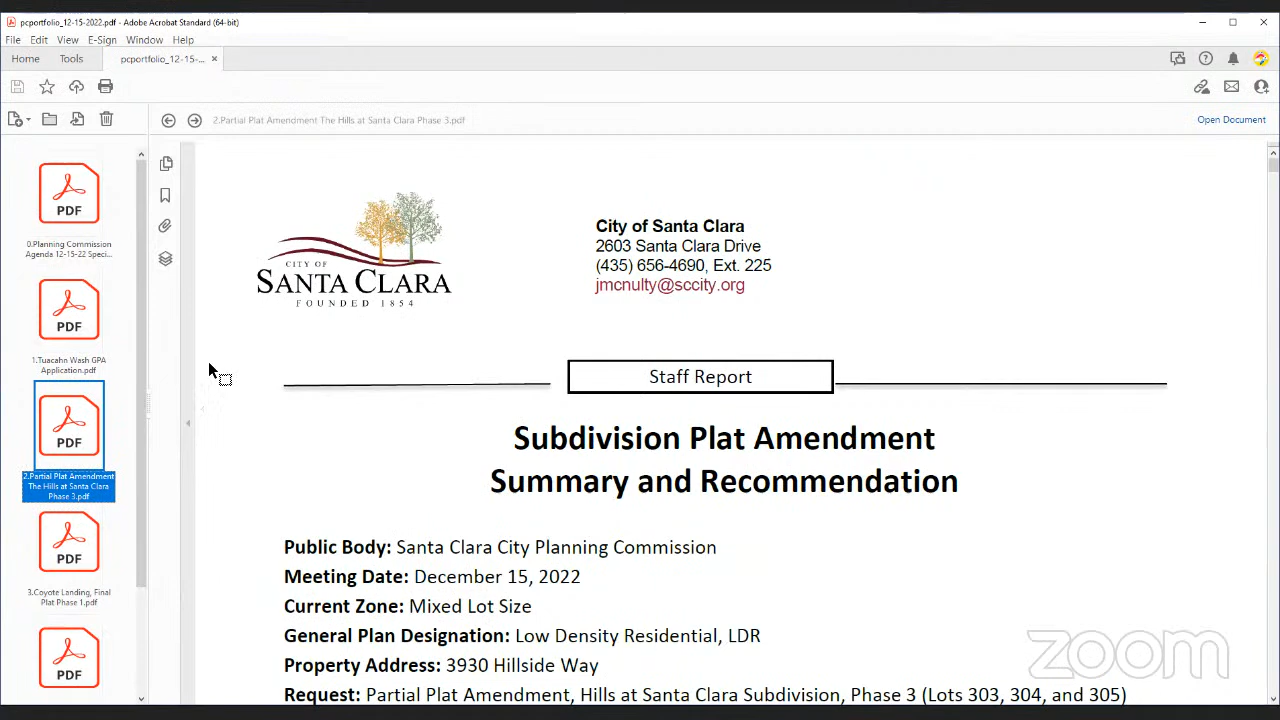 pcportfolio_12-15-2022.pdf - Adobe Acrobat Standard (64-bit)
File Edit View E-Sign Window Help
Home Tools pcportfolio_12-15-...
2.Partial Plat Amendment The Hills at Santa Clara Phase 3.pdf
Open Document
PDF
0.Planning Commission
Agenda 12-15-22 Speci...
PDF
1.Tuacahn Wash GPA
Application.pdf
PDF
2.Partial Plat Amendment
The Hills at Santa Clara
Phase 3.pdf
PDF
3.Coyote Landing, Final
Plat Phase 1.pdf
PDF
CITY OF
SANTA CLARA
FOUNDED 1854
City of Santa Clara
2603 Santa Clara Drive
(435) 656-4690, Ext. 225
jmcnulty@sccity.org
Staff Report
Subdivision Plat Amendment
Summary and Recommendation
Public Body: Santa Clara City Planning Commission
Meeting Date: December 15, 2022
Current Zone: Mixed Lot Size
General Plan Designation: Low Density Residential, LDR
Property Address: 3930 Hillside Way
Request: Partial Plat Amendment, Hills at Santa Clara Subdivision, Phase 3 (Lots 303, 304, and 305)
zoom